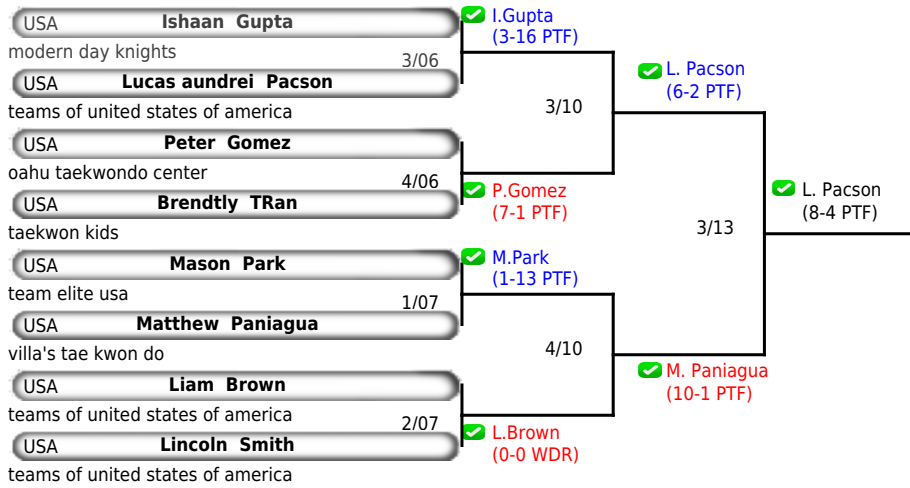 USA Ishaan Gupta
I.Gupta
(3-16 PTF)
modern day knights
3/06
USA Lucas aundrei Pacson
L. Pacson
(6-2 PTF)
teams of united states of america
3/10
USA Peter Gomez
oahu taekwondo center
4/06
P.Gomez
(7-1 PTF)
L. Pacson
(8-4 PTF)
USA Brendtly TRan
taekwon kids
3/13
USA Mason Park
M.Park
(1-13 PTF)
team elite usa
1/07
USA Matthew Paniagua
villa's tae kwon do
4/10
M. Paniagua
(10-1 PTF)
USA Liam Brown
teams of united states of america
2/07
L.Brown
(0-0 WDR)
USA Lincoln Smith
teams of united states of america